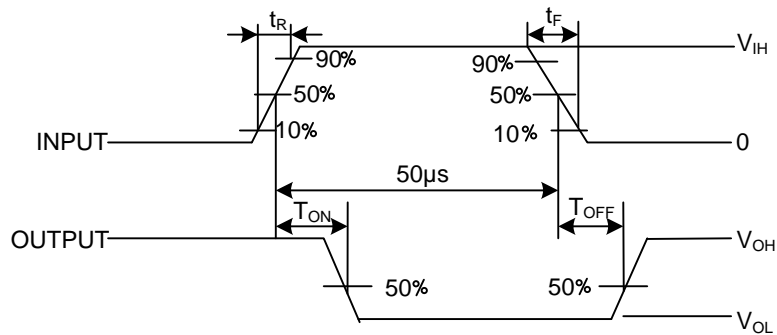 tR
tF
90%
90%
VIH
50%
50%
10%
10%
INPUT
0
50μs
TON
TOFF
OUTPUT
VOH
50%
50%
VOL